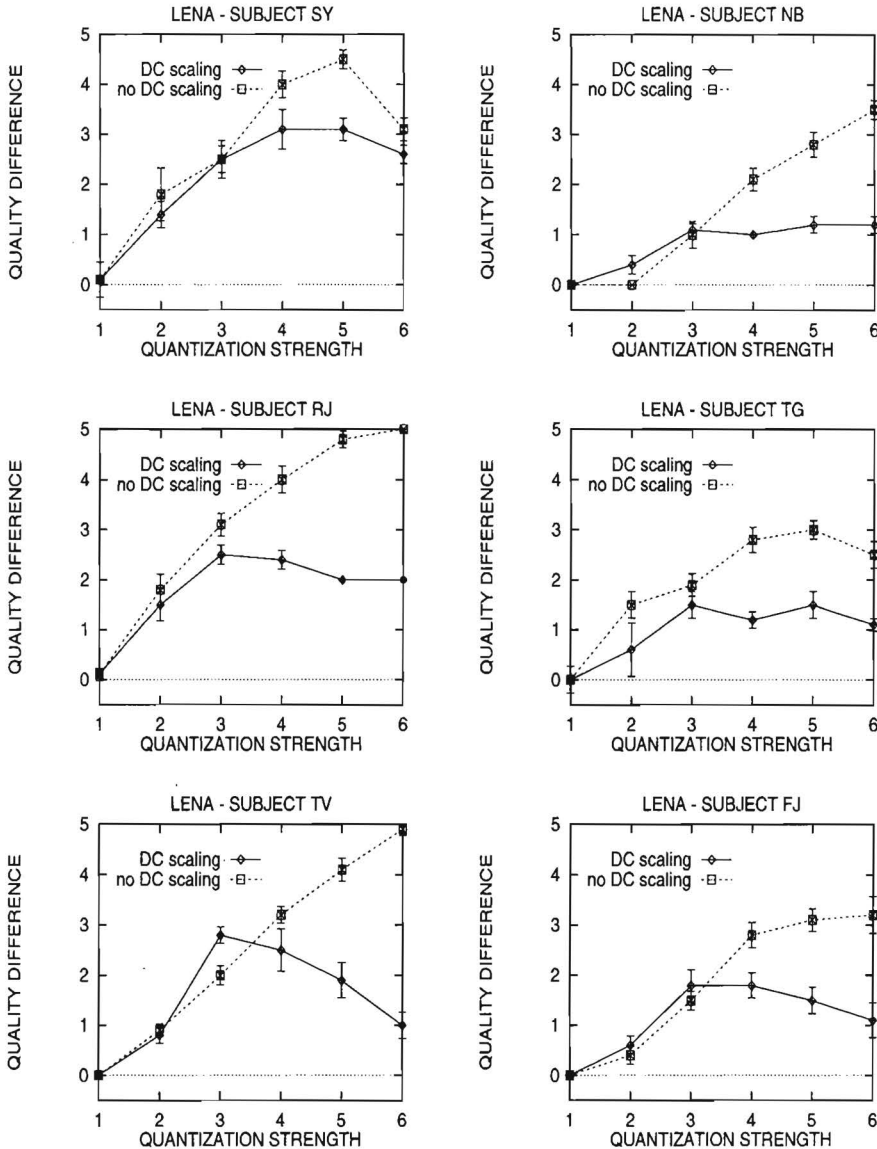 LENA - SUBJECT SY
QUALITY DIFFERENCE
5
4
3
2
1
0
DC scaling
no DC scaling
1 2 3 4 5 6
QUANTIZATION STRENGTH
LENA - SUBJECT NB
QUALITY DIFFERENCE
5
4
3
2
1
0
DC scaling
no DC scaling
1 2 3 4 5 6
QUANTIZATION STRENGTH
LENA - SUBJECT RJ
QUALITY DIFFERENCE
5
4
3
2
1
0
DC scaling
no DC scaling
1 2 3 4 5 6
QUANTIZATION STRENGTH
LENA - SUBJECT TG
QUALITY DIFFERENCE
5
4
3
2
1
0
DC scaling
no DC scaling
1 2 3 4 5 6
QUANTIZATION STRENGTH
LENA - SUBJECT TV
QUALITY DIFFERENCE
5
4
3
2
1
0
DC scaling
no DC scaling
1 2 3 4 5 6
QUANTIZATION STRENGTH
LENA - SUBJECT FJ
QUALITY DIFFERENCE
5
4
3
2
1
0
DC scaling
no DC scaling
1 2 3 4 5 6
QUANTIZATION STRENGTH